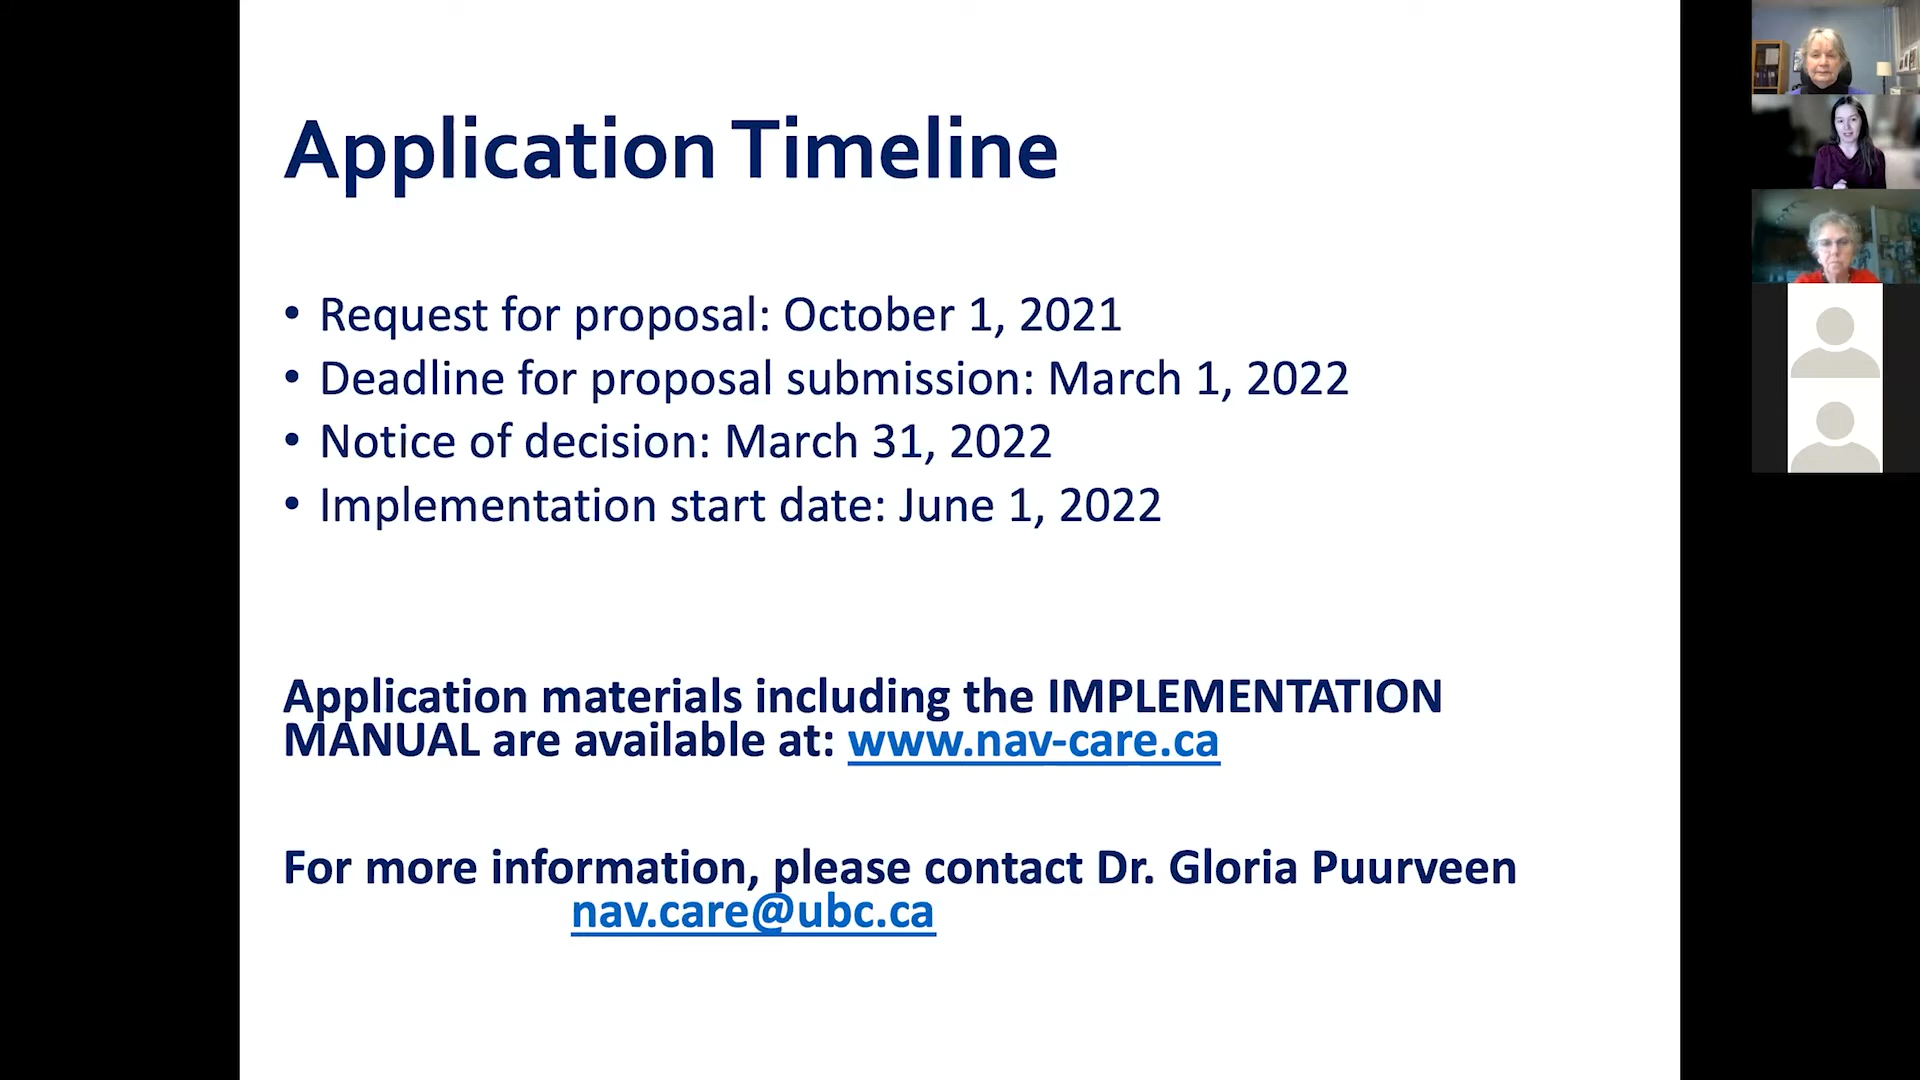 Application Timeline
• Request for proposal: October 1, 2021
• Deadline for proposal submission: March 1, 2022
• Notice of decision: March 31, 2022
• Implementation start date: June 1, 2022
Application materials including the IMPLEMENTATION
MANUAL are available at: www.nav-care.ca
For more information, please contact Dr. Gloria Puurveen
nav.care@ubc.ca